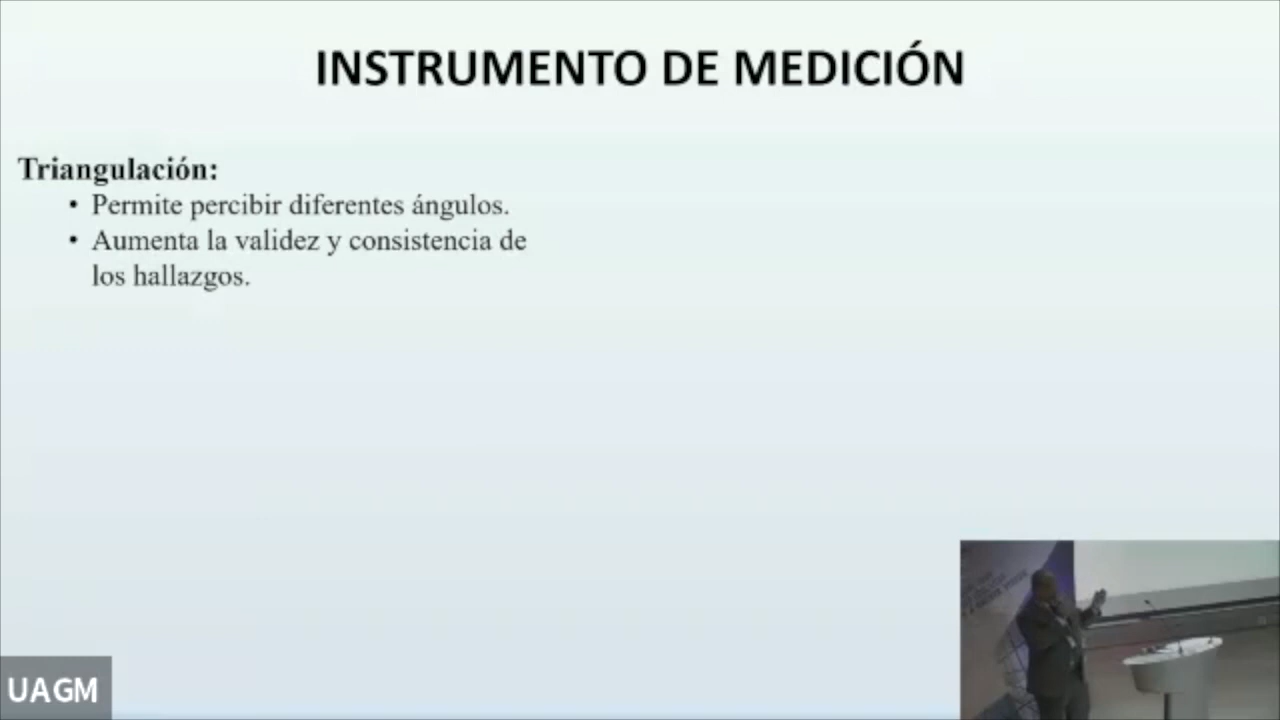 INSTRUMENTO DE MEDICIÓN
Triangulación:
• Permite percibir diferentes ángulos.
• Aumenta la validez y consistencia de
los hallazgos.
UAGM